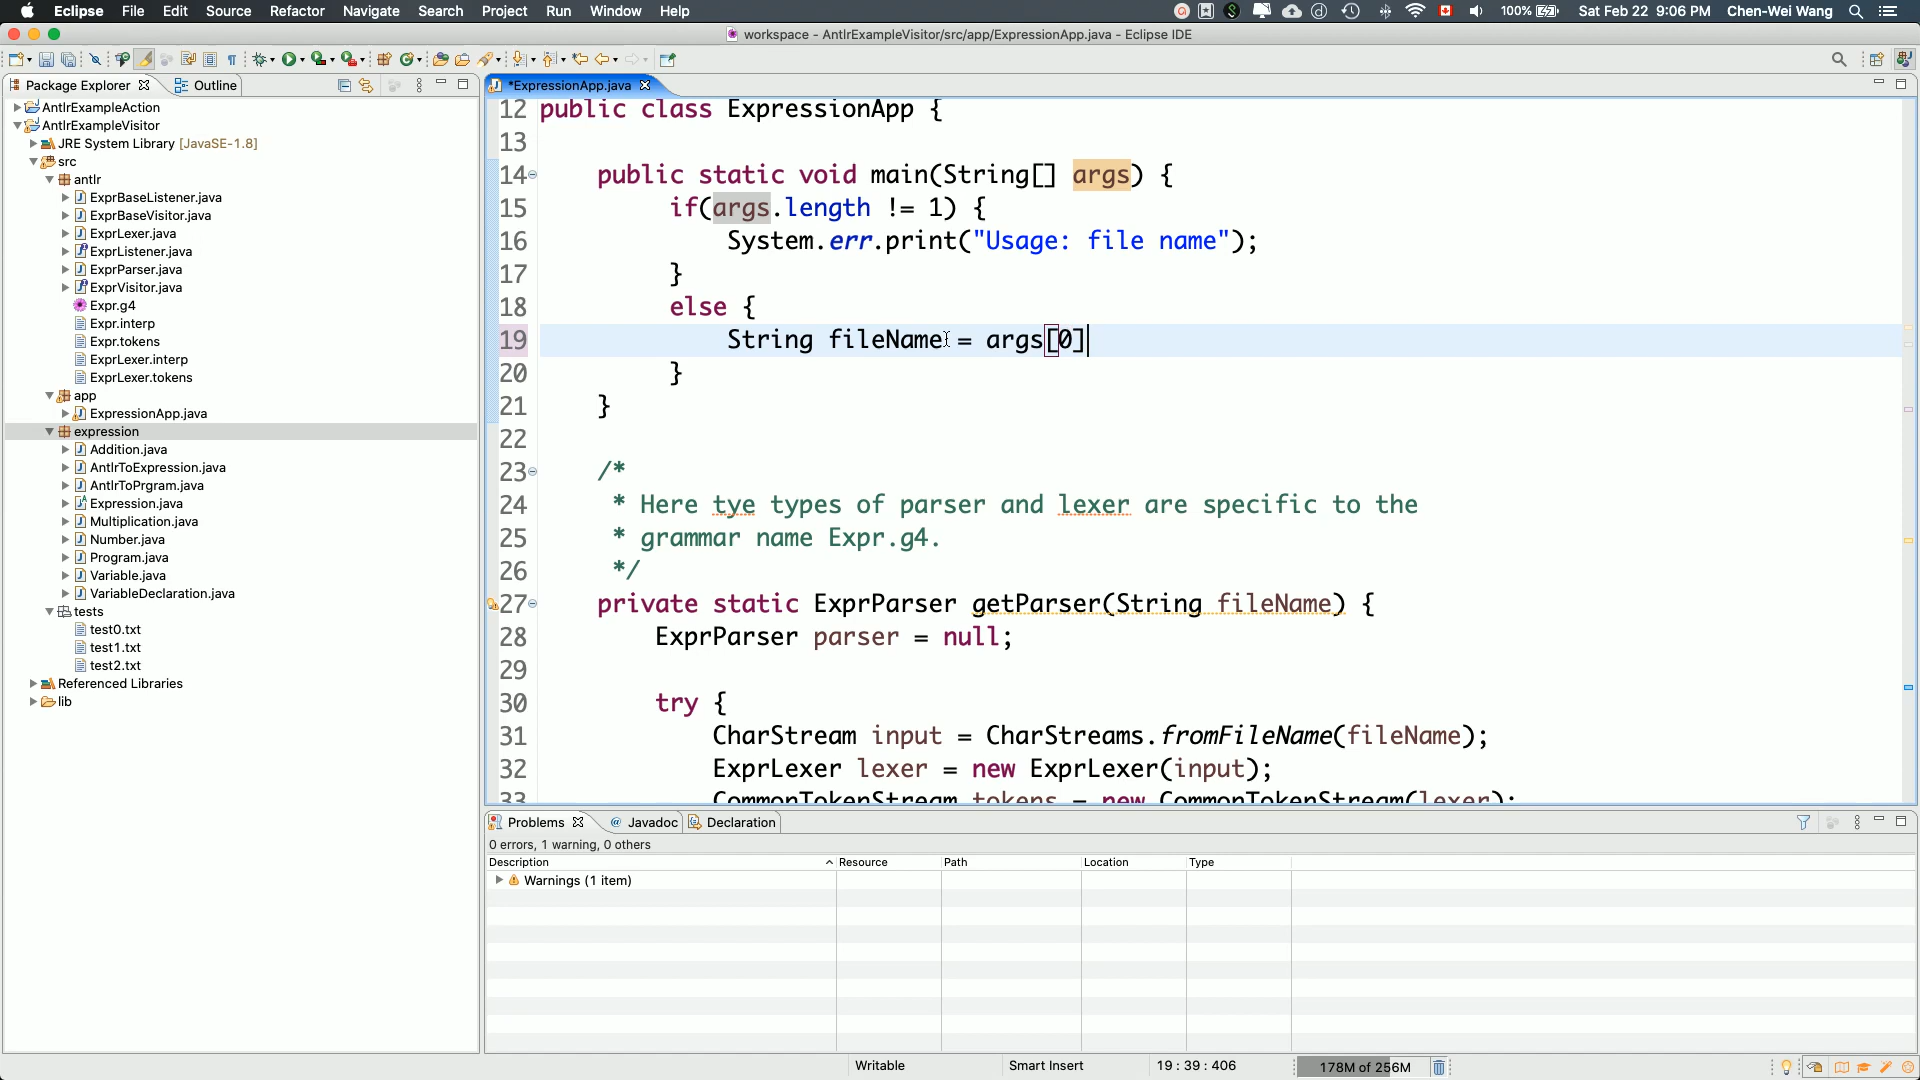 Eclipse File Edit Source Refactor Navigate Search Project Run Window Help 100% Sat Feb 22 9:06 PM Chen-Wei Wang
workspace - AntlrExampleVisitor/src/app/ExpressionApp.java - Eclipse IDE
Package Explorer Outline
AntlrExampleAction
AntlrExampleVisitor
JRE System Library [JavaSE-1.8]
src
antlr
ExprBaseListener.java
ExprBaseVisitor.java
ExprLexer.java
ExprListener.java
ExprParser.java
ExprVisitor.java
Expr.g4
Expr.interp
Expr.tokens
ExprLexer.interp
ExprLexer.tokens
app
ExpressionApp.java
expression
Addition.java
AntlrToExpression.java
AntlrToPrgram.java
Expression.java
Multiplication.java
Number.java
Program.java
Variable.java
VariableDeclaration.java
tests
test0.txt
test1.txt
test2.txt
Referenced Libraries
lib
*ExpressionApp.java
12 public class ExpressionApp {
13
14 public static void main(String[] args) {
15 if(args.length != 1) {
16 System.err.print("Usage: file name");
17 }
18 else {
19 String fileName = args[0]
20 }
21 }
22
23 /*
24 * Here tye types of parser and lexer are specific to the
25 * grammar name Expr.g4.
26 */
27 private static ExprParser getParser(String fileName) {
28 ExprParser parser = null;
29
30 try {
31 CharStream input = CharStreams.fromFileName(fileName);
32 ExprLexer lexer = new ExprLexer(input);
33 CommonTokenStream tokens = new CommonTokenStream(lexer);
Problems @ Javadoc Declaration
0 errors, 1 warning, 0 others
Description Resource Path Location Type
Warnings (1 item)
Writable Smart Insert 19 : 39 : 406 178M of 256M